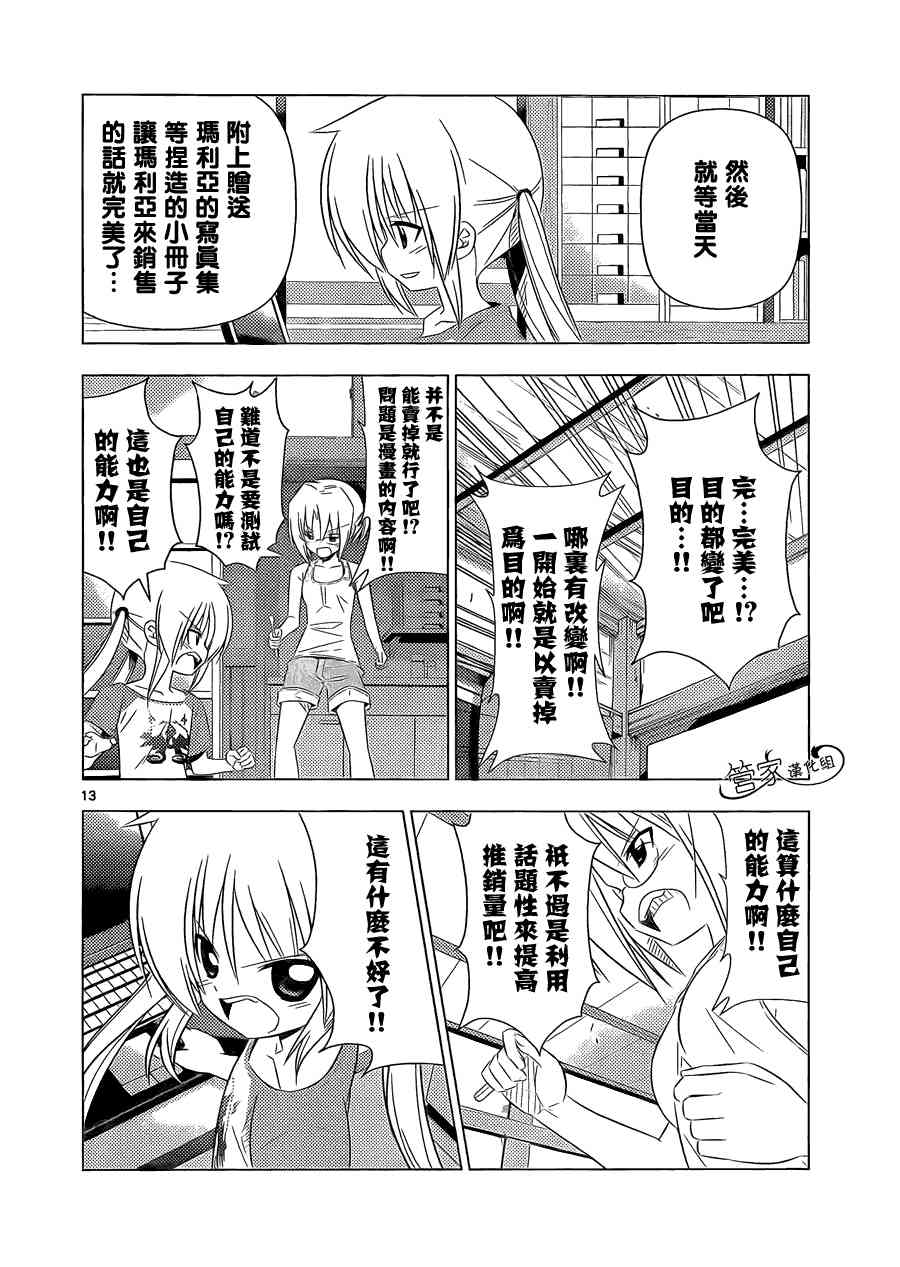 然後
就等當天
附上贈送
瑪利亞的寫眞集
等捏造的小冊子
讓瑪利亞來銷售
的話就完美了…
完…完美…!?
目的都變了吧
目的…!!
哪裏有改變啊!!
一開始就是以賣掉
爲目的啊!!
并不是
能賣掉就行了吧!?
問題是漫畫的内容啊!!
難道不是要測試
自己的能力嗎!?
這也是自己
的能力啊!!
管家漢化組
13
這算什麼自己
的能力啊!!
衹不過是利用
話題性來提高
推銷量吧!!
這有什麼不好了!!